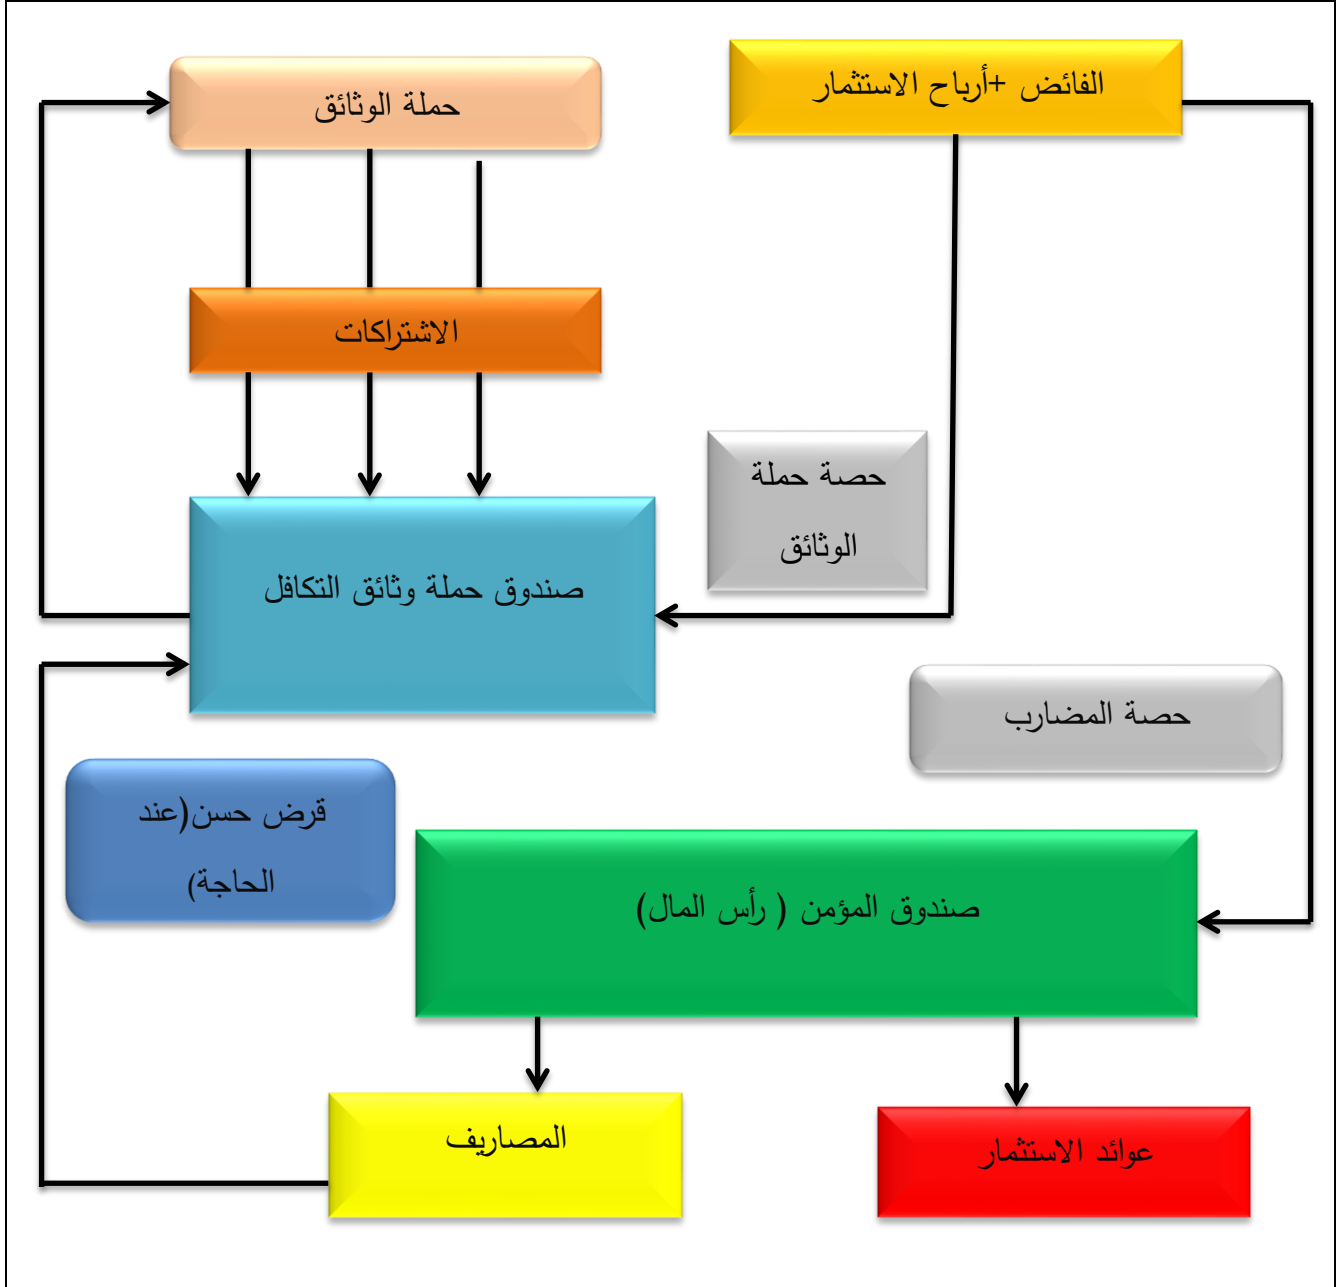 الفائض +أرباح الاستثمار
حملة الوثائق
الاشتراكات
حصة حملة
الوثائق
صندوق حملة وثائق التكافل
حصة المضارب
قرض حسن(عند
الحاجة)
صندوق المؤمن ( رأس المال)
المصاريف
عوائد الاستثمار